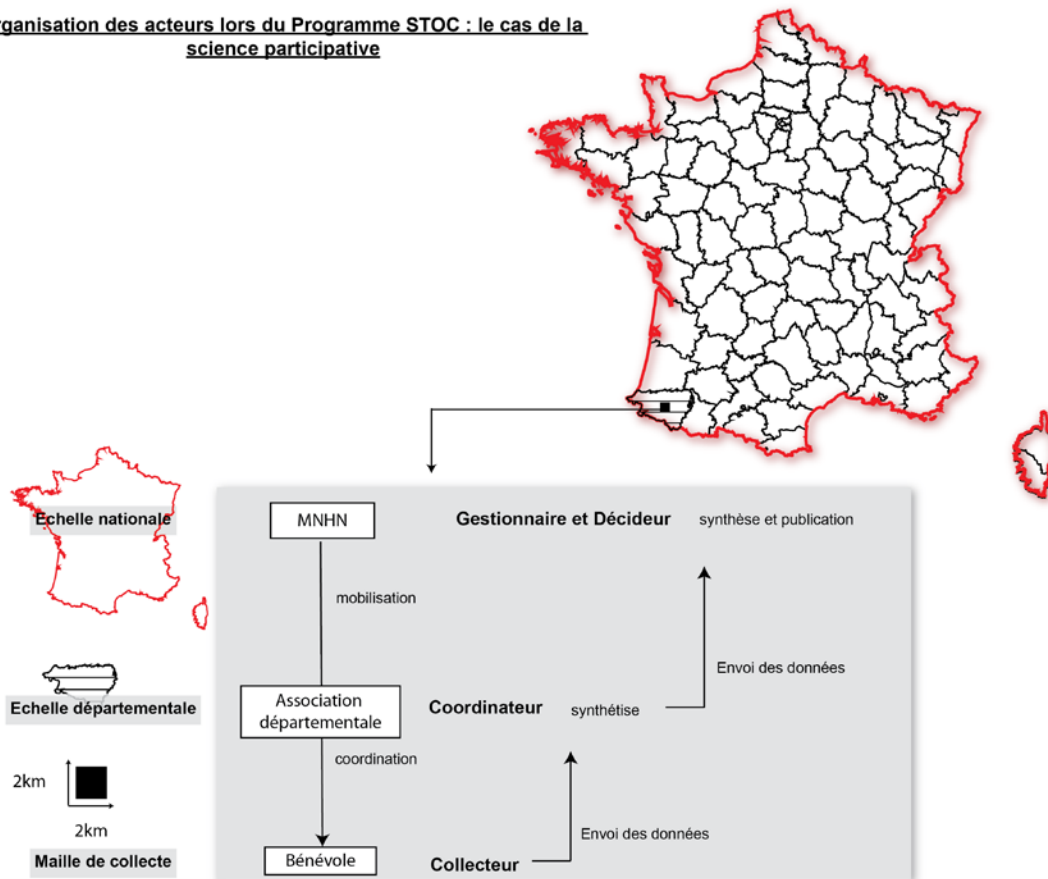 rganisation des acteurs lors du Programme STOC : le cas de la
science participative
Echelle nationale
MNHN
Gestionnaire et Décideur
synthèse et publication
mobilisation
Envoi des données
Echelle départementale
Association
départementale
Coordinateur
synthétise
coordination
2km
2km
Envoi des données
Maille de collecte
Bénévole
Collecteur